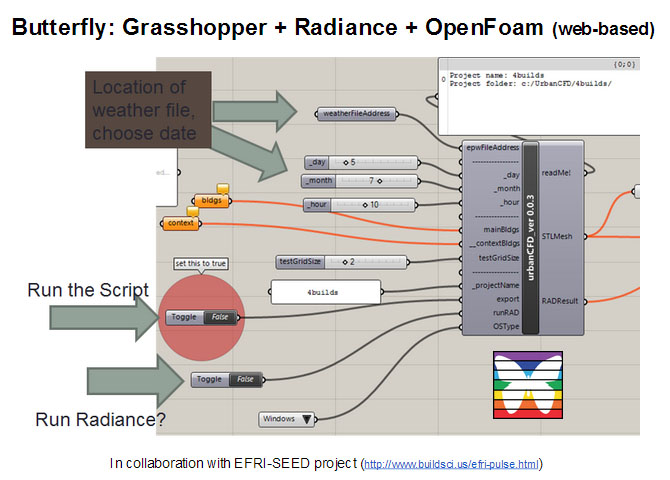 Butterfly: Grasshopper + Radiance + OpenFoam (web-based)
{0;0}
0
Project name: 4builds
Project folder: c:/UrbanCFD/4builds/
Location of
weather file,
choose date
weatherFileAddress
epwFileAddress
ed...
_day
5
_day
readMe!
_month
7
_month
bldgs
_hour
10
_hour
context
mainBldgs
STLMesh
__contextBldgs
set this to true
testGridSize
2
testGridSize
urbanCFD_ver 0.0.3
Run the Script
4builds
_projectName
export
RADResult
Toggle
False
runRAD
OSType
Toggle
False
Run Radiance?
Windows
In collaboration with EFRI-SEED project (http://www.buildsci.us/efri-pulse.html)